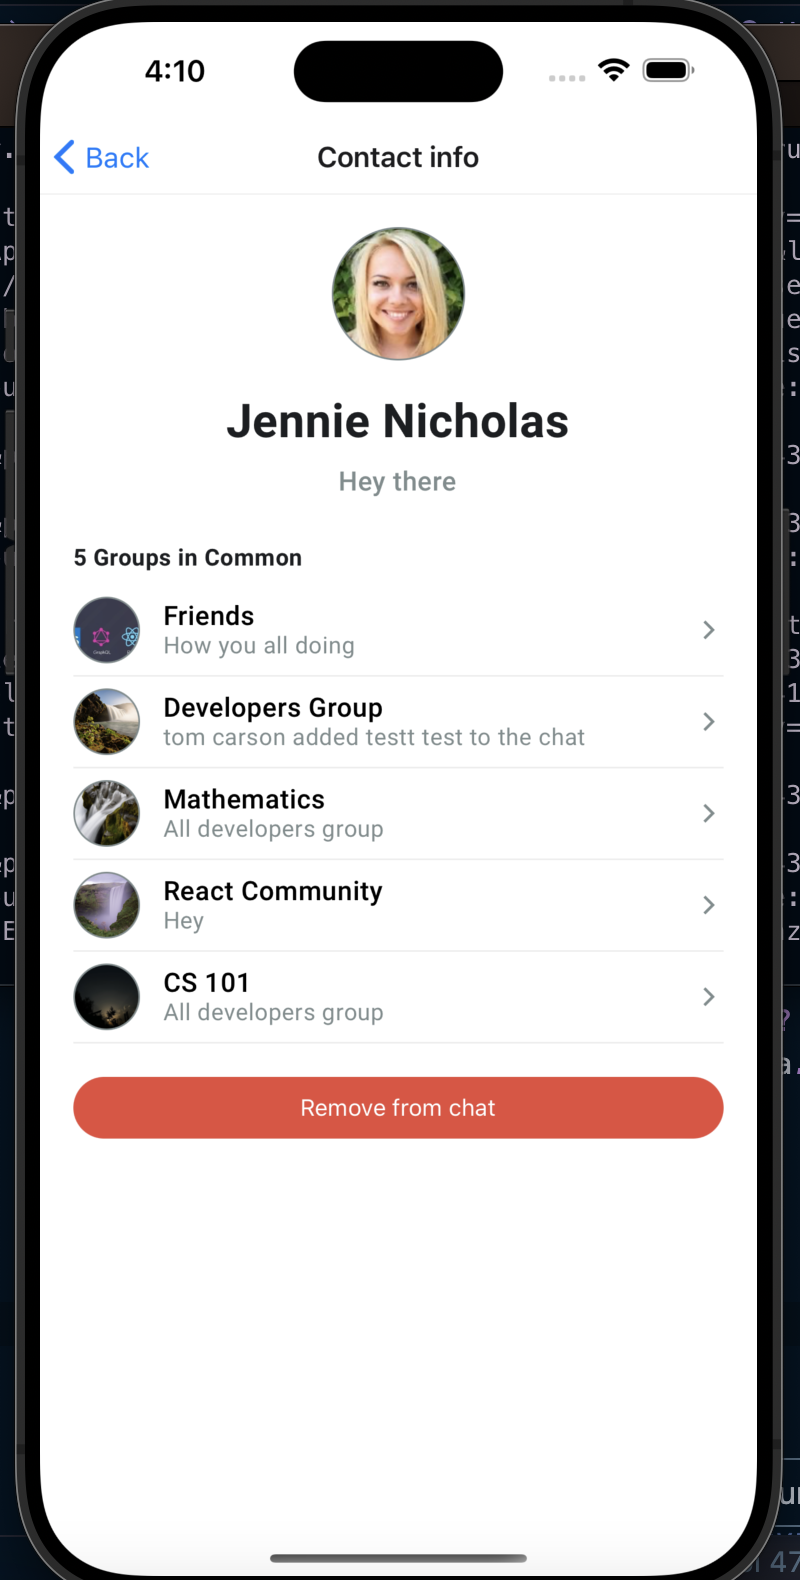 4:10
Back
Contact info
Jennie Nicholas
Hey there
5 Groups in Common
Friends
How you all doing
Developers Group
tom carson added testt test to the chat
Mathematics
All developers group
React Community
Hey
CS 101
All developers group
Remove from chat